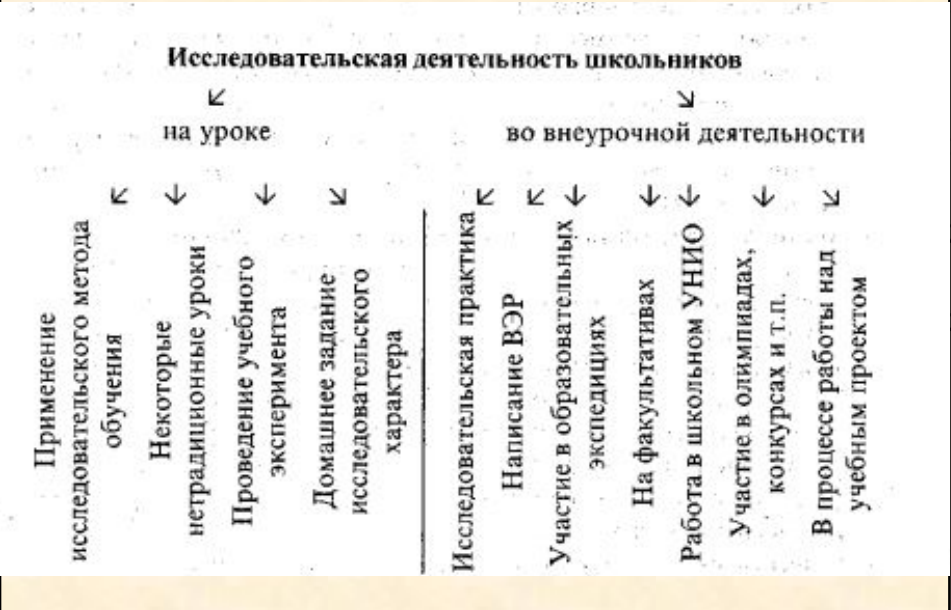 Исследовательская деятельность школьников
на уроке
во внеурочной деятельности
Применение
исследовательского метода
обучения
Некоторые
нетрадиционные уроки
Проведение учебного
эксперимента
Домашнее задание
исследовательского
характера
Исследовательская практика
Написание ВЭР
Участие в образовательных
экспедициях
На факультативах
Работа в школьном УНИО
Участие в олимпиадах,
конкурсах и т.п.
В процессе работы над
учебным проектом